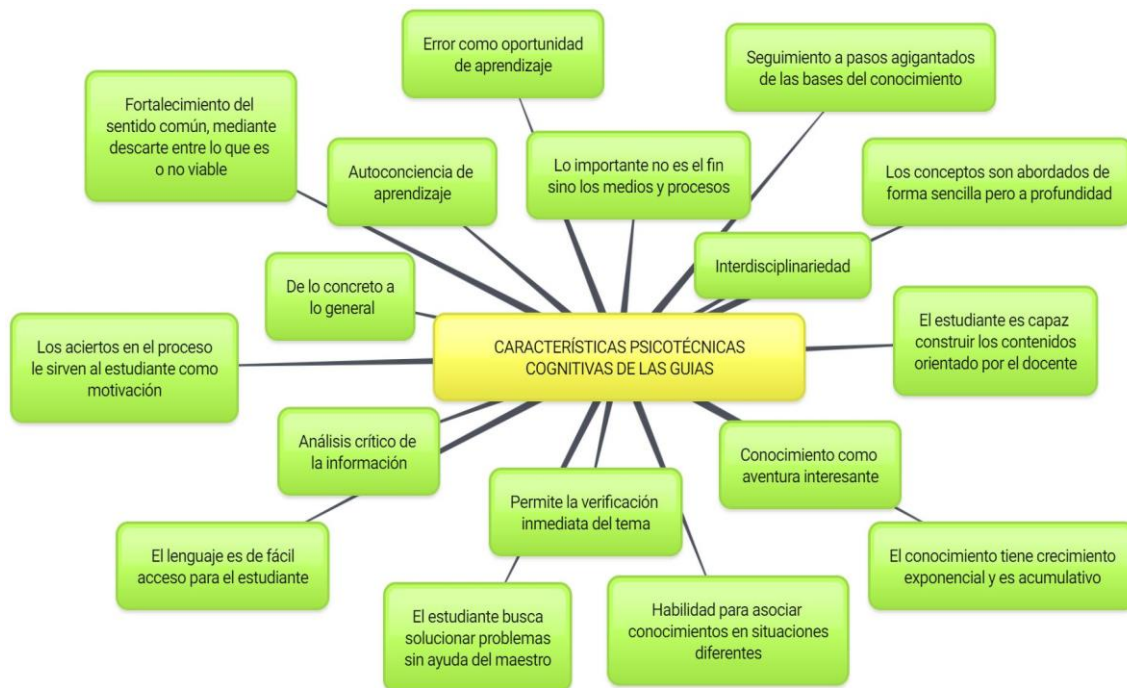 Error como oportunidad
de aprendizaje
Seguimiento a pasos agigantados
de las bases del conocimiento
Fortalecimiento del
sentido común, mediante
descarte entre lo que es
o no viable
Autoconciencia de
aprendizaje
Lo importante no es el fin
sino los medios y procesos
Los conceptos son abordados de
forma sencilla pero a profundidad
Interdisciplinariedad
De lo concreto a
lo general
Los aciertos en el proceso
le sirven al estudiante como
motivación
CARACTERÍSTICAS PSICOTÉCNICAS
COGNITIVAS DE LAS GUIAS
El estudiante es capaz
construir los contenidos
orientado por el docente
Análisis crítico de
la información
Conocimiento como
aventura interesante
Permite la verificación
inmediata del tema
El lenguaje es de fácil
acceso para el estudiante
El conocimiento tiene crecimiento
exponencial y es acumulativo
El estudiante busca
solucionar problemas
sin ayuda del maestro
Habilidad para asociar
conocimientos en situaciones
diferentes